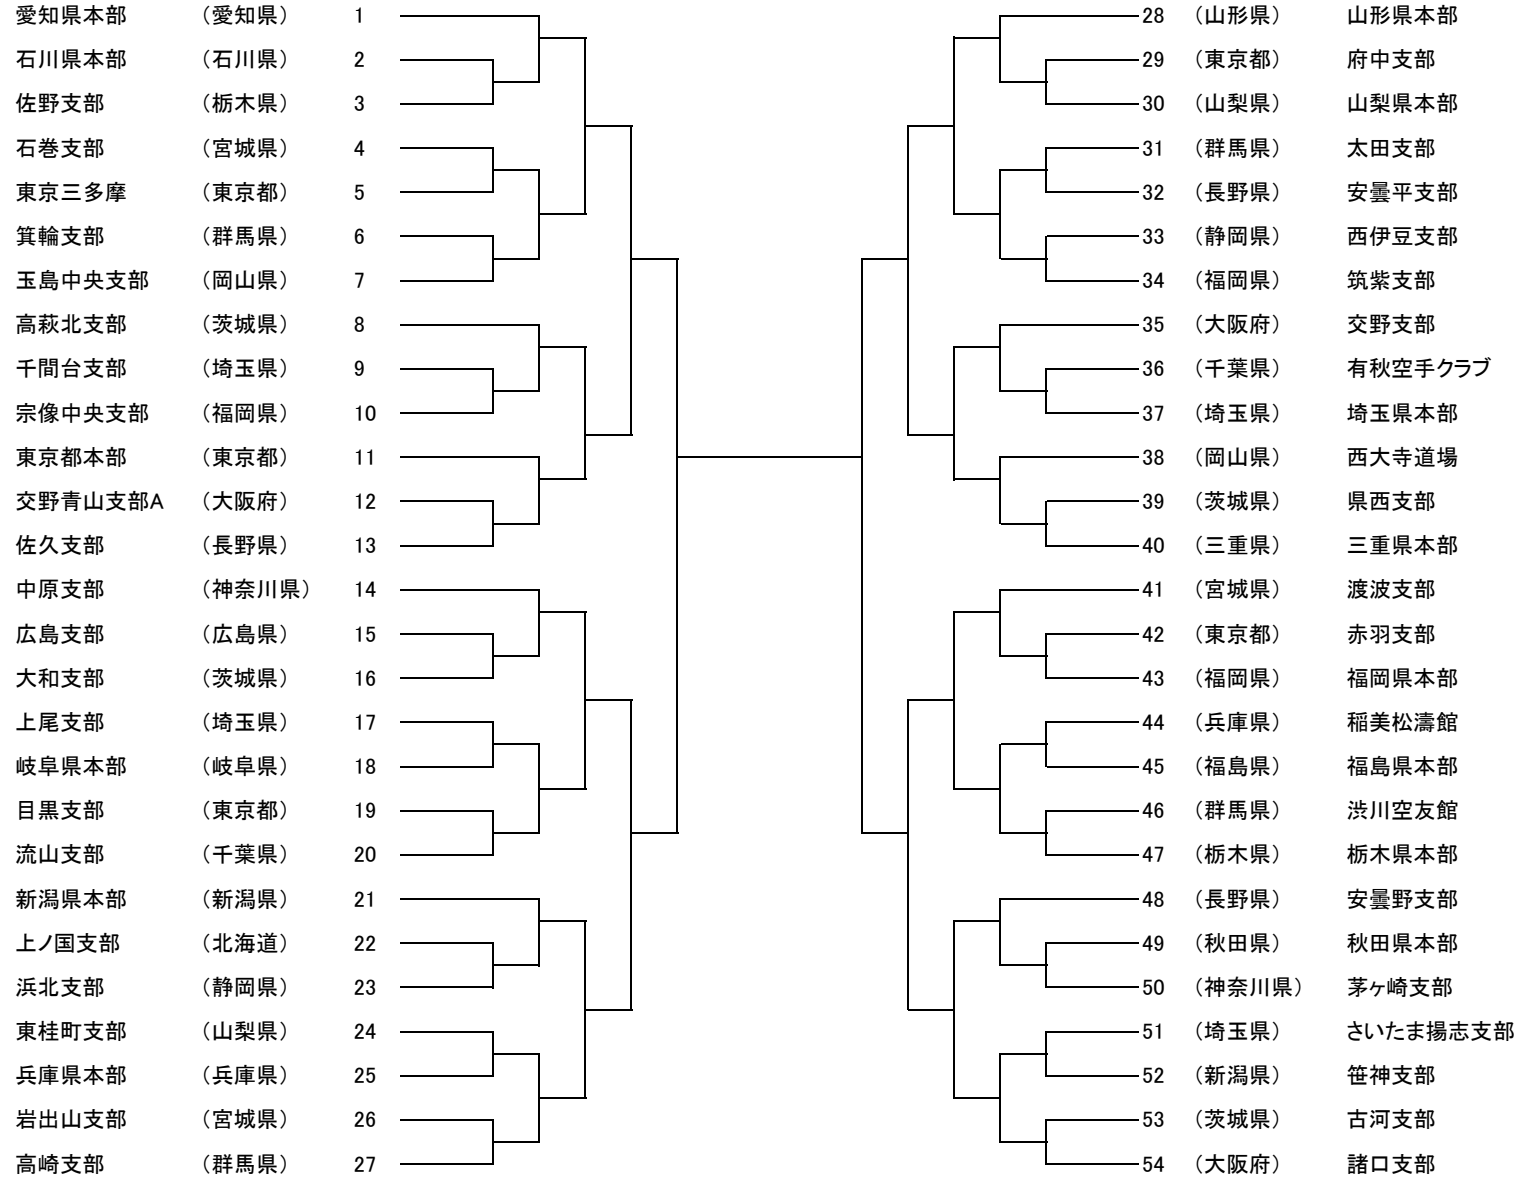 愛知県本部 （愛知県） 1
石川県本部 （石川県） 2
佐野支部 （栃木県） 3
石巻支部 （宮城県） 4
東京三多摩 （東京都） 5
箕輪支部 （群馬県） 6
玉島中央支部 （岡山県） 7
高萩北支部 （茨城県） 8
千間台支部 （埼玉県） 9
宗像中央支部 （福岡県） 10
東京都本部 （東京都） 11
交野青山支部A （大阪府） 12
佐久支部 （長野県） 13
中原支部 （神奈川県） 14
広島支部 （広島県） 15
大和支部 （茨城県） 16
上尾支部 （埼玉県） 17
岐阜県本部 （岐阜県） 18
目黒支部 （東京都） 19
流山支部 （千葉県） 20
新潟県本部 （新潟県） 21
上ノ国支部 （北海道） 22
浜北支部 （静岡県） 23
東桂町支部 （山梨県） 24
兵庫県本部 （兵庫県） 25
岩出山支部 （宮城県） 26
高崎支部 （群馬県） 27
28 （山形県） 山形県本部
29 （東京都） 府中支部
30 （山梨県） 山梨県本部
31 （群馬県） 太田支部
32 （長野県） 安曇平支部
33 （静岡県） 西伊豆支部
34 （福岡県） 筑紫支部
35 （大阪府） 交野支部
36 （千葉県） 有秋空手クラブ
37 （埼玉県） 埼玉県本部
38 （岡山県） 西大寺道場
39 （茨城県） 県西支部
40 （三重県） 三重県本部
41 （宮城県） 渡波支部
42 （東京都） 赤羽支部
43 （福岡県） 福岡県本部
44 （兵庫県） 稲美松濤館
45 （福島県） 福島県本部
46 （群馬県） 渋川空友館
47 （栃木県） 栃木県本部
48 （長野県） 安曇野支部
49 （秋田県） 秋田県本部
50 （神奈川県） 茅ヶ崎支部
51 （埼玉県） さいたま揚志支部
52 （新潟県） 笹神支部
53 （茨城県） 古河支部
54 （大阪府） 諸口支部